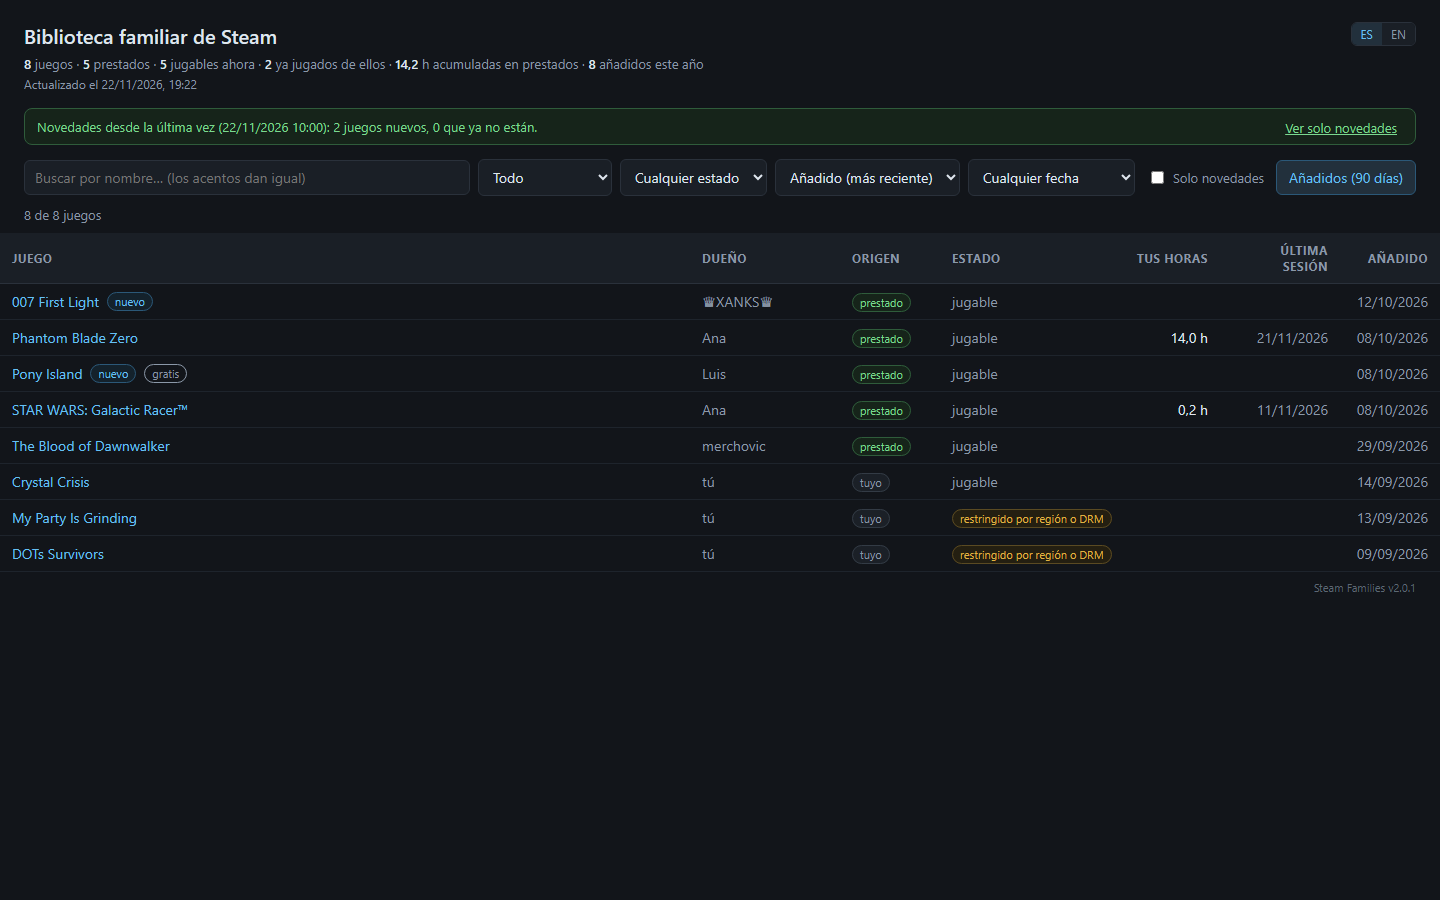 Biblioteca familiar de Steam
ES EN
8 juegos · 5 prestados · 5 jugables ahora · 2 ya jugados de ellos · 14,2 h acumuladas en prestados · 8 añadidos este año
Actualizado el 22/11/2026, 19:22
Novedades desde la última vez (22/11/2026 10:00): 2 juegos nuevos, 0 que ya no están. Ver solo novedades
Buscar por nombre... (los acentos dan igual) Todo Cualquier estado Añadido (más reciente) Cualquier fecha Solo novedades Añadidos (90 días)
8 de 8 juegos
JUEGO DUEÑO ORIGEN ESTADO TUS HORAS ÚLTIMA SESIÓN AÑADIDO
007 First Light nuevo ♛XANKS♛ prestado jugable 12/10/2026
Phantom Blade Zero Ana prestado jugable 14,0 h 21/11/2026 08/10/2026
Pony Island nuevo gratis Luis prestado jugable 08/10/2026
STAR WARS: Galactic Racer™ Ana prestado jugable 0,2 h 11/11/2026 08/10/2026
The Blood of Dawnwalker merchovic prestado jugable 29/09/2026
Crystal Crisis tú tuyo jugable 14/09/2026
My Party Is Grinding tú tuyo restringido por región o DRM 13/09/2026
DOTs Survivors tú tuyo restringido por región o DRM 09/09/2026
Steam Families v2.0.1